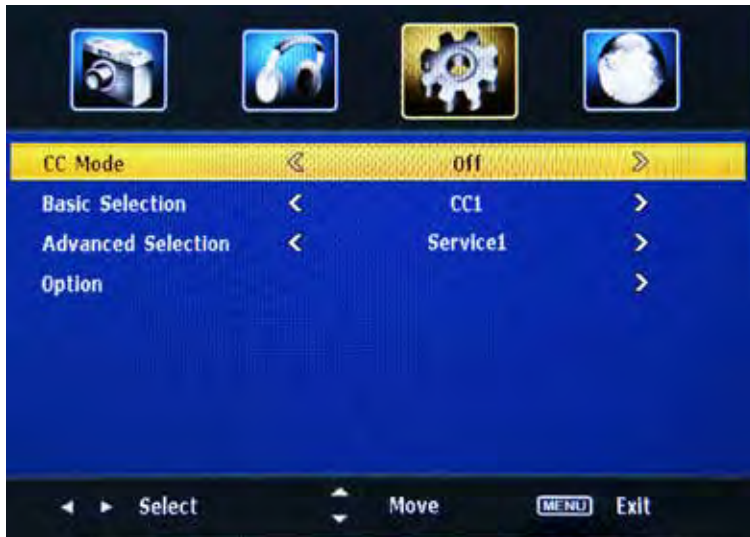 CC Mode Off
Basic Selection CC1
Advanced Selection Service1
Option
Select Move MENU Exit